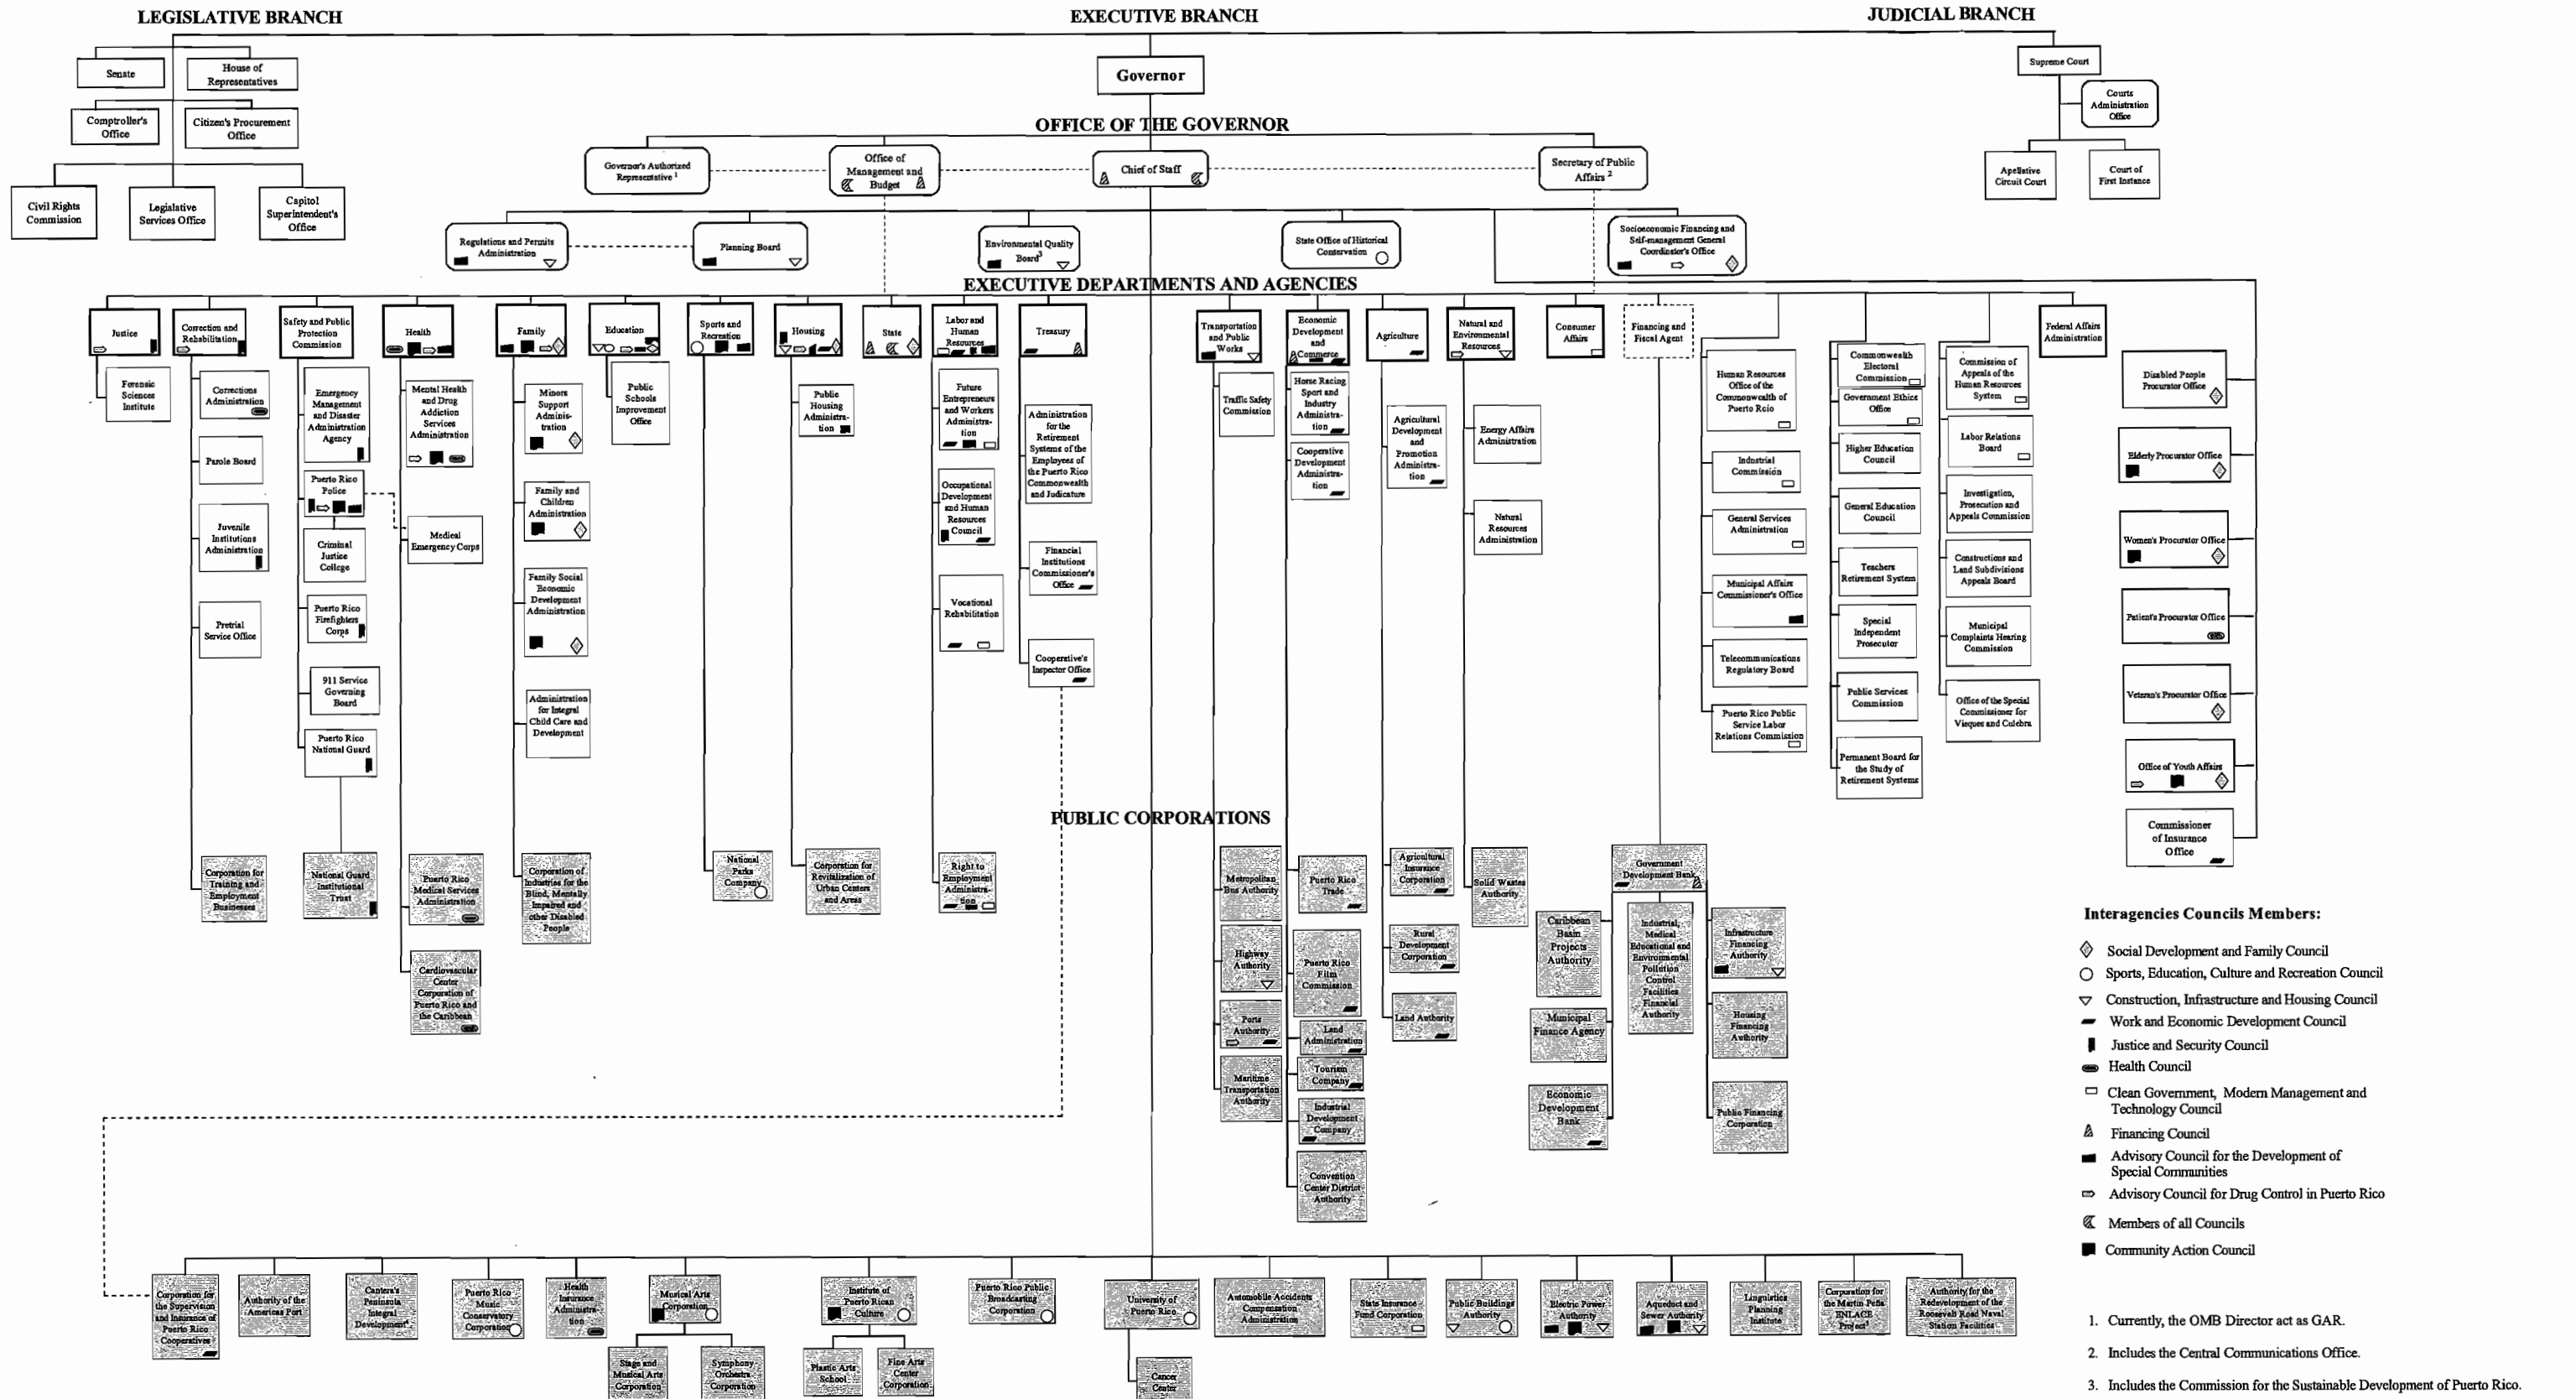 LEGISLATIVE BRANCH
EXECUTIVE BRANCH
JUDICIAL BRANCH
Senate
House of
Representatives
Comptroller's
Office
Citizen's Procurement
Office
Civil Rights
Commission
Legislative
Services Office
Capitol
Superintendent's
Office
Governor
Supreme Court
Courts
Administration
Office
Apellative
Circuit Court
Court of
First Instance
OFFICE OF THE GOVERNOR
Governor's Authorized
Representative 1
Office of
Management and
Budget
Chief of Staff
Secretary of Public
Affairs 2
Regulations and Permits
Administration
Planning Board
Environmental Quality
Board3
State Office of Historical
Conservation
Socioeconomic Financing and
Self-management General
Coordinator's Office
EXECUTIVE DEPARTMENTS AND AGENCIES
Justice
Forensic
Sciences
Institute
Correction and
Rehabilitation
Corrections
Administration
Parole Board
Juvenile
Institutions
Administration
Pretrial
Service Office
Safety and Public
Protection
Commission
Emergency
Management
and Disaster
Administration
Agency
Puerto Rico
Police
Criminal
Justice
College
Puerto Rico
Firefighters
Corps
911 Service
Governing
Board
Puerto Rico
National Guard
Health
Mental Health
and Drug
Addiction
Services
Administration
Medical
Emergency Corps
Family
Minors
Support
Adminis-
tration
Family and
Children
Administration
Family Social
Economic
Development
Administration
Administration
for Integral
Child Care and
Development
Education
Public
Schools
Improvement
Office
Sports and
Recreation
Housing
Public
Housing
Administra-
tion
State
Labor and
Human
Resources
Future
Entrepreneurs
and Workers
Administra-
tion
Occupational
Development
and Human
Resources
Council
Vocational
Rehabilitation
Treasury
Administration
for the
Retirement
Systems of the
Employees of
the Puerto Rico
Commonwealth
and Judicature
Financial
Institutions
Commissioner's
Office
Cooperative's
Inspector Office
Transportation
and Public
Works
Traffic Safety
Commission
Economic
Development
and
Commerce
Horse Racing
Sport and
Industry
Administra-
tion
Cooperative
Development
Administra-
tion
Agriculture
Agricultural
Development
and
Promotion
Administra-
tion
Natural and
Environmental
Resources
Energy Affairs
Administration
Natural
Resources
Administration
Consumer
Affairs
Financing and
Fiscal Agent
Human Resources
Office of the
Commonwealth of
Puerto Rcio
Industrial
Commission
General Services
Administration
Municipal Affairs
Commissioner's Office
Telecommunications
Regulatory Board
Puerto Rico Public
Service Labor
Relations Commission
Commonwealth
Electoral
Commission
Government Ethics
Office
Higher Education
Council
General Education
Council
Teachers
Retirement System
Special
Independent
Prosecutor
Public Services
Commission
Permanent Board for
the Study of
Retirement Systems
Commission of
Appeals of the
Human Resources
System
Labor Relations
Board
Investigation,
Prosecution and
Appeals Commission
Constructions and
Land Subdivisions
Appeals Board
Municipal
Complaints Hearing
Commission
Office of the Special
Commissioner for
Vieques and Culebra
Federal Affairs
Administration
Disabled People
Procurator Office
Elderly Procurator Office
Women's Procurator Office
Patient's Procurator Office
Veteran's Procurator Office
Office of Youth Affairs
Commissioner
of Insurance
Office
PUBLIC CORPORATIONS
Corporation for
Training and
Employment
Businesses
National Guard
Institutional
Trust
Puerto Rico
Medical Services
Administration
Cardiovascular
Center
Corporation of
Puerto Rico and
the Caribbean
Corporation of
Industries for the
Blind, Mentally
Impaired and
other Disabled
People
National
Parks
Company
Corporation for
Revitalization of
Urban Centers
and Areas
Right to
Employment
Administra-
tion
Metropolitan
Bus Authority
Highway
Authority
Ports
Authority
Maritime
Transportation
Authority
Puerto Rico
Trade
Puerto Rico
Film
Commission
Land
Administration
Tourism
Company
Industrial
Development
Company
Convention
Center District
Authority
Agricultural
Insurance
Corporation
Rural
Development
Corporation
Land Authority
Solid Wastes
Authority
Government
Development Bank
Caribbean
Basin
Projects
Authority
Municipal
Finance Agency
Economic
Development
Bank
Industrial,
Medical
Educational and
Environmental
Pollution
Control
Facilities
Financial
Authority
Infrastructure
Financing
Authority
Housing
Financing
Authority
Public Financing
Corporation
Corporation for
the Supervision
and Insurance of
Puerto Rico
Cooperatives
Authority of the
Americas Port
Cantera's
Peninsula
Integral
Development4
Puerto Rico
Music
Conservatory
Corporation
Health
Insurance
Administra-
tion
Musical Arts
Corporation
Stage and
Musical Arts
Corporation
Symphony
Orchestra
Corporation
Institute of
Puerto Rican
Culture
Plastic Arts
School
Fine Arts
Center
Corporation
Puerto Rico Public
Broadcasting
Corporation
University of
Puerto Rico
Cancer
Center
Automobile Accidents
Compensation
Administration
State Insurance
Fund Corporation
Public Buildings
Authority
Electric Power
Authority
Aqueduct and
Sewer Authority
Linguistics
Planning
Institute
Corporation for
the Martin Peña
ENLACE
Project5
Authority for the
Redevelopment of the
Roosevelt Road Naval
Station Facilities
Interagencies Councils Members:
Social Development and Family Council
Sports, Education, Culture and Recreation Council
Construction, Infrastructure and Housing Council
Work and Economic Development Council
Justice and Security Council
Health Council
Clean Government, Modern Management and
Technology Council
Financing Council
Advisory Council for the Development of
Special Communities
Advisory Council for Drug Control in Puerto Rico
Members of all Councils
Community Action Council
1. Currently, the OMB Director act as GAR.
2. Includes the Central Communications Office.
3. Includes the Commission for the Sustainable Development of Puerto Rico.